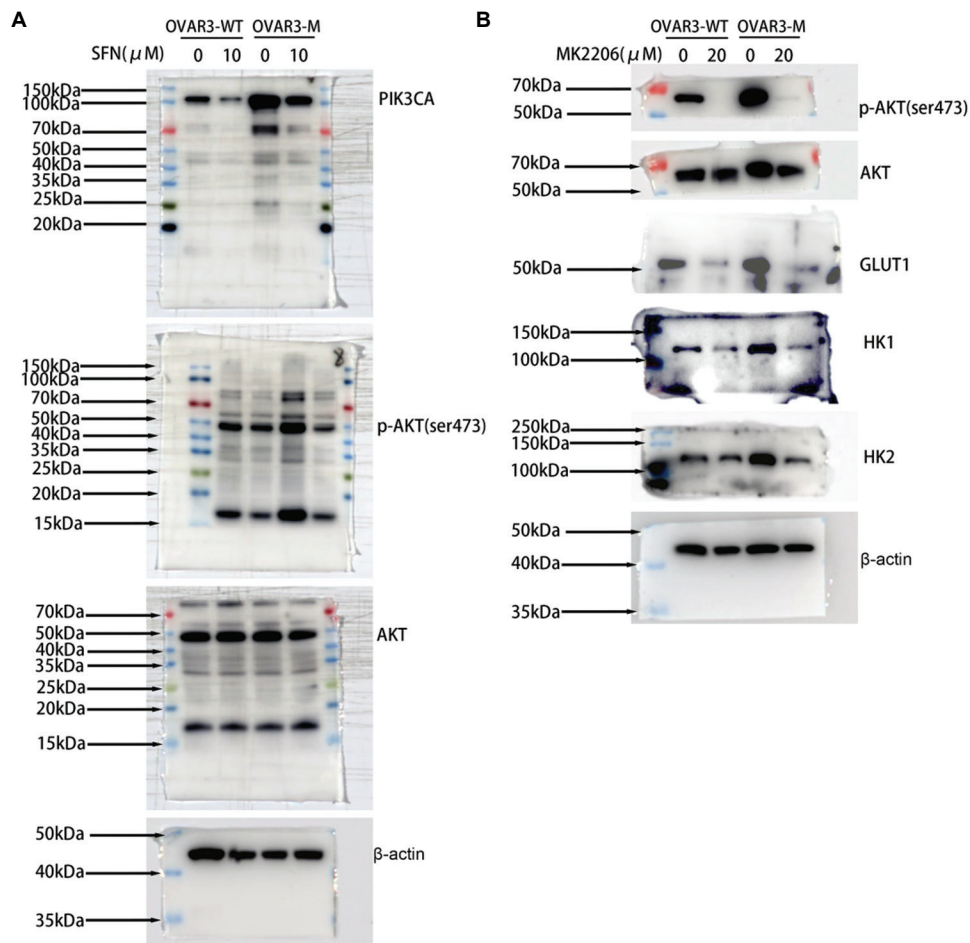 A
OVAR3-WT OVAR3-M
SFN(μM) 0 10 0 10
150kDa
100kDa
PIK3CA
70kDa
50kDa
40kDa
35kDa
25kDa
20kDa
8
150kDa
100kDa
70kDa
50kDa
p-AKT(ser473)
40kDa
35kDa
25kDa
20kDa
15kDa
70kDa
50kDa
AKT
40kDa
35kDa
25kDa
20kDa
15kDa
50kDa
β-actin
40kDa
35kDa
B
OVAR3-WT OVAR3-M
MK2206(μM) 0 20 0 20
70kDa
p-AKT(ser473)
50kDa
70kDa
AKT
50kDa
GLUT1
50kDa
150kDa
HK1
100kDa
250kDa
150kDa
HK2
100kDa
50kDa
β-actin
40kDa
35kDa